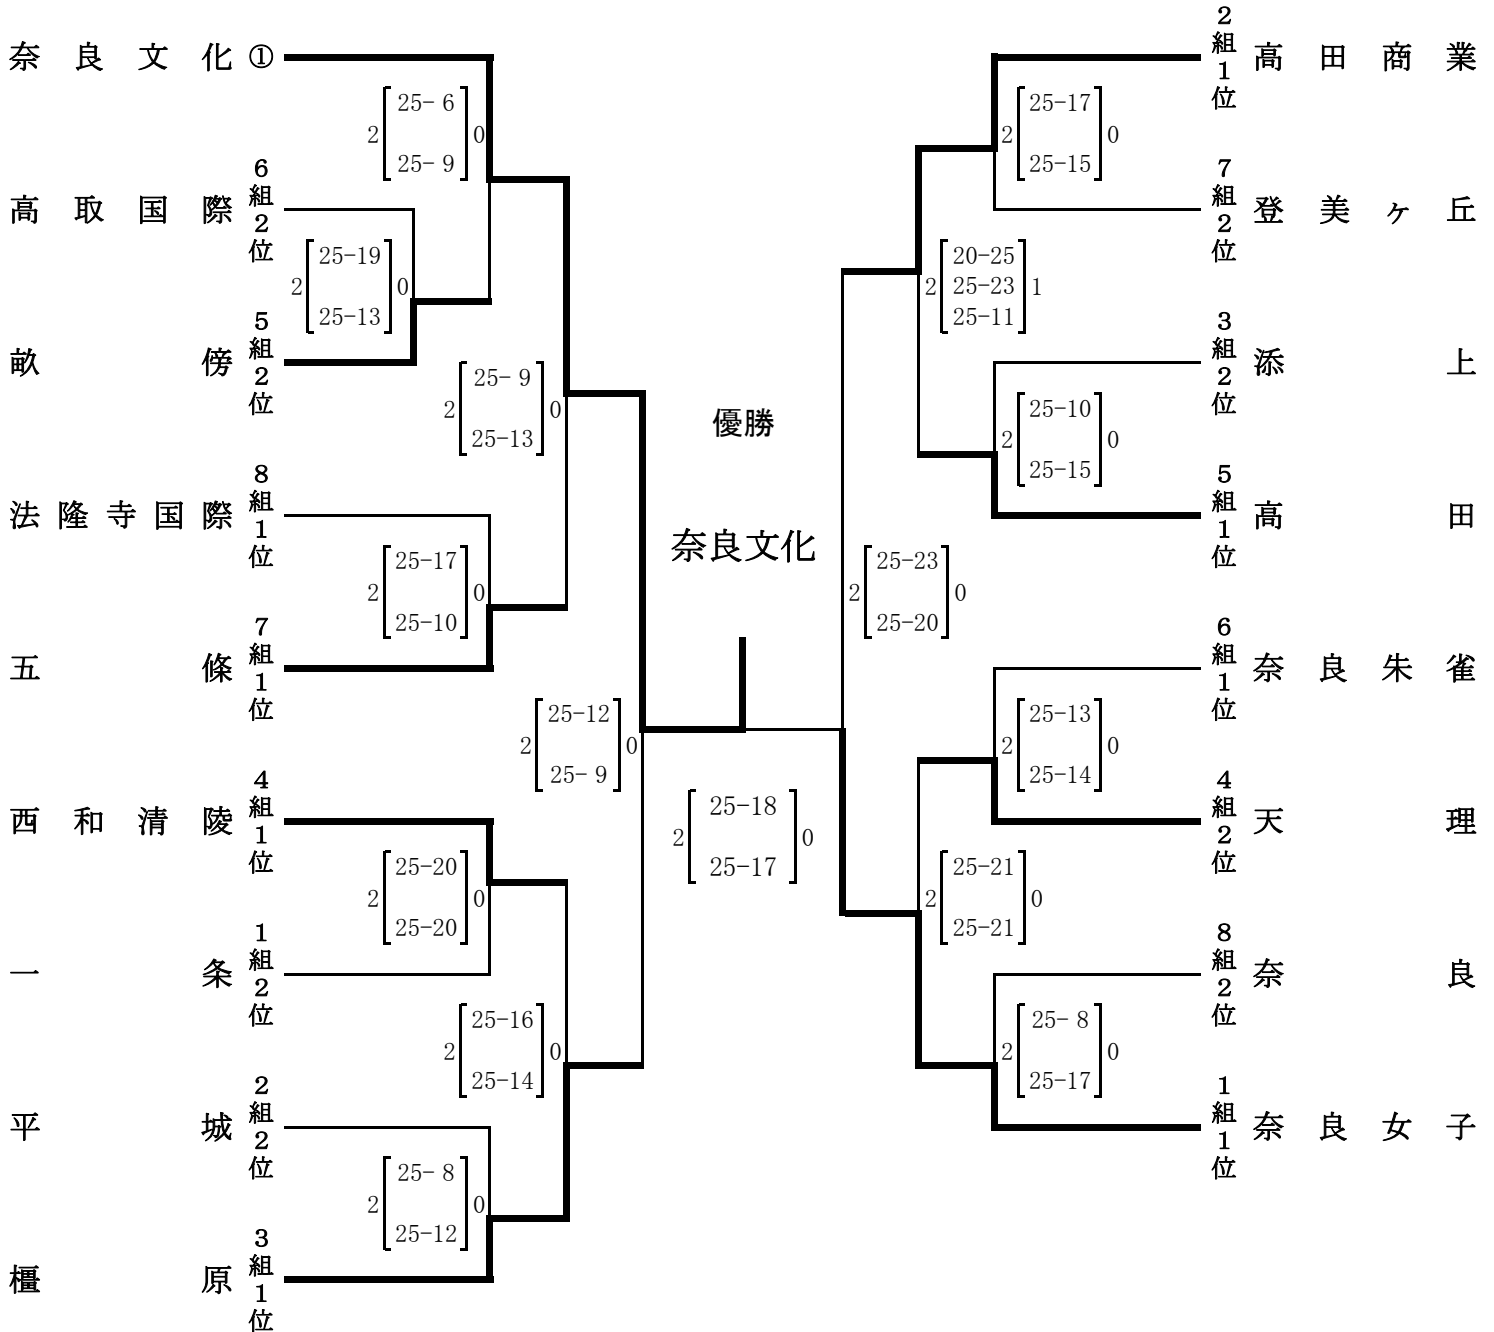 奈良文化 ①
2 [ 25- 6 25- 9 ] 0
高取国際 6組2位
2 [ 25-19 25-13 ] 0
畝傍 5組2位
2 [ 25- 9 25-13 ] 0
法隆寺国際 8組1位
2 [ 25-17 25-10 ] 0
五條 7組1位
2 [ 25-12 25- 9 ] 0
西和清陵 4組1位
2 [ 25-20 25-20 ] 0
一条 1組2位
2 [ 25-16 25-14 ] 0
平城 2組2位
2 [ 25- 8 25-12 ] 0
橿原 3組1位
優勝
奈良文化
2 [ 25-18 25-17 ] 0
2組1位 高田商業
2 [ 25-17 25-15 ] 0
7組2位 登美ヶ丘
2 [ 20-25 25-23 25-11 ] 1
3組2位 添上
2 [ 25-10 25-15 ] 0
5組1位 高田
2 [ 25-23 25-20 ] 0
6組1位 奈良朱雀
2 [ 25-13 25-14 ] 0
4組2位 天理
2 [ 25-21 25-21 ] 0
8組2位 奈良
2 [ 25- 8 25-17 ] 0
1組1位 奈良女子